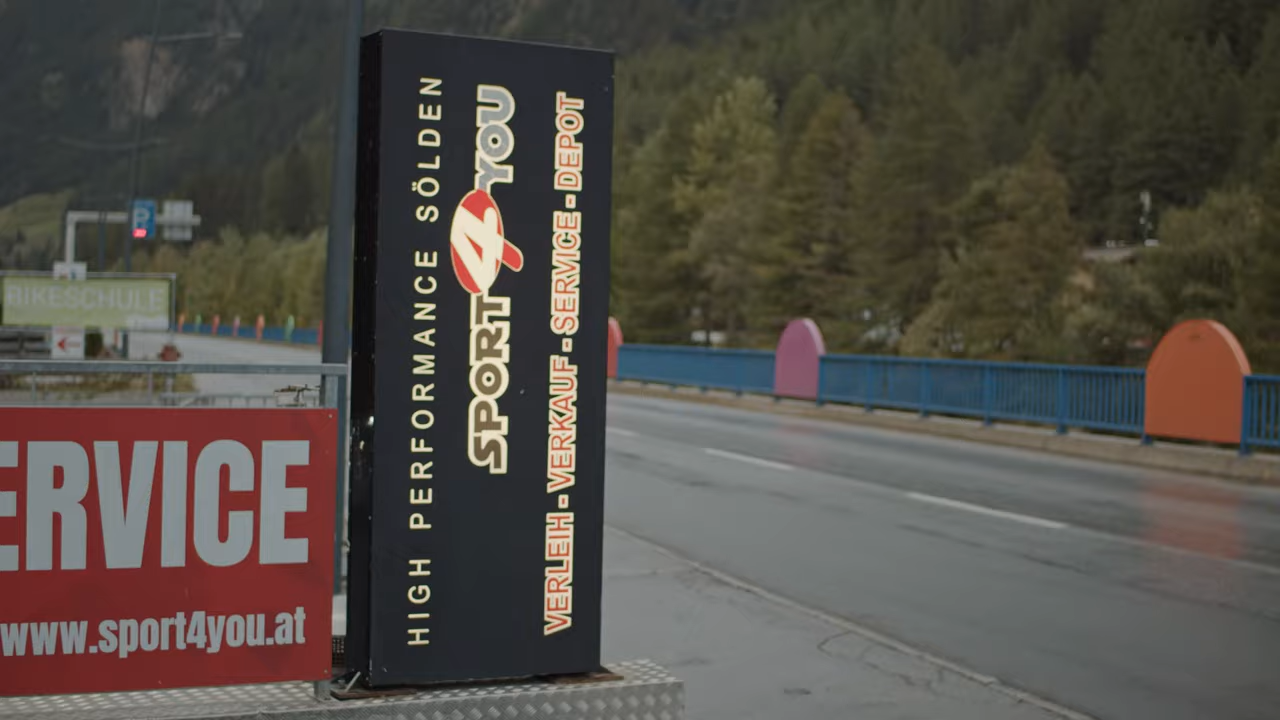 P
BIKESCHULE
ERVICE
www.sport4you.at
HIGH PERFORMANCE SÖLDEN
SPORT4YOU
VERLEIH - VERKAUF - SERVICE - DEPOT